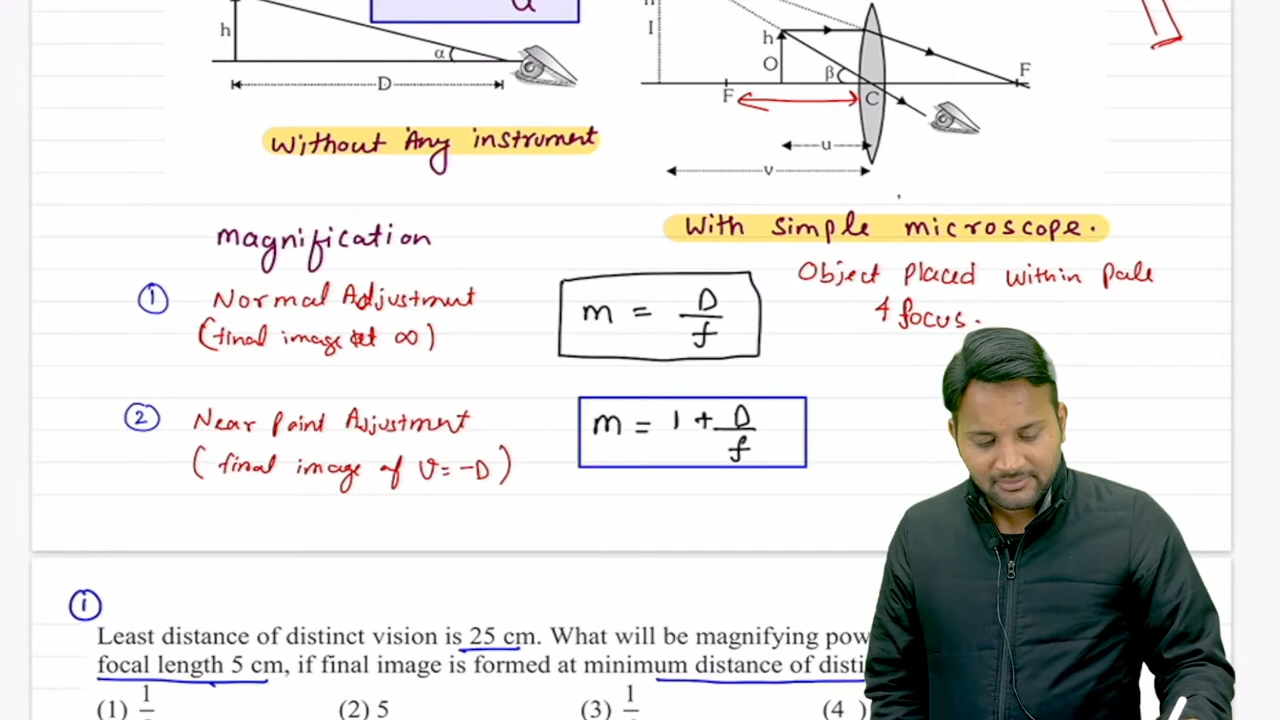 h
α
D
Without Any instrument
I
h
O
β
F
C
F
u
v
With simple microscope.
magnification
Object placed within pole
& focus.
① Normal Adjustment
(final image at ∞)
m = D/f
② Near Point Adjustment
(final image of v = -D)
m = 1 + D/f
①
Least distance of distinct vision is 25 cm. What will be magnifying pow
focal length 5 cm, if final image is formed at minimum distance of disti
(1) 1
(2) 5
(3) 1
(4 )